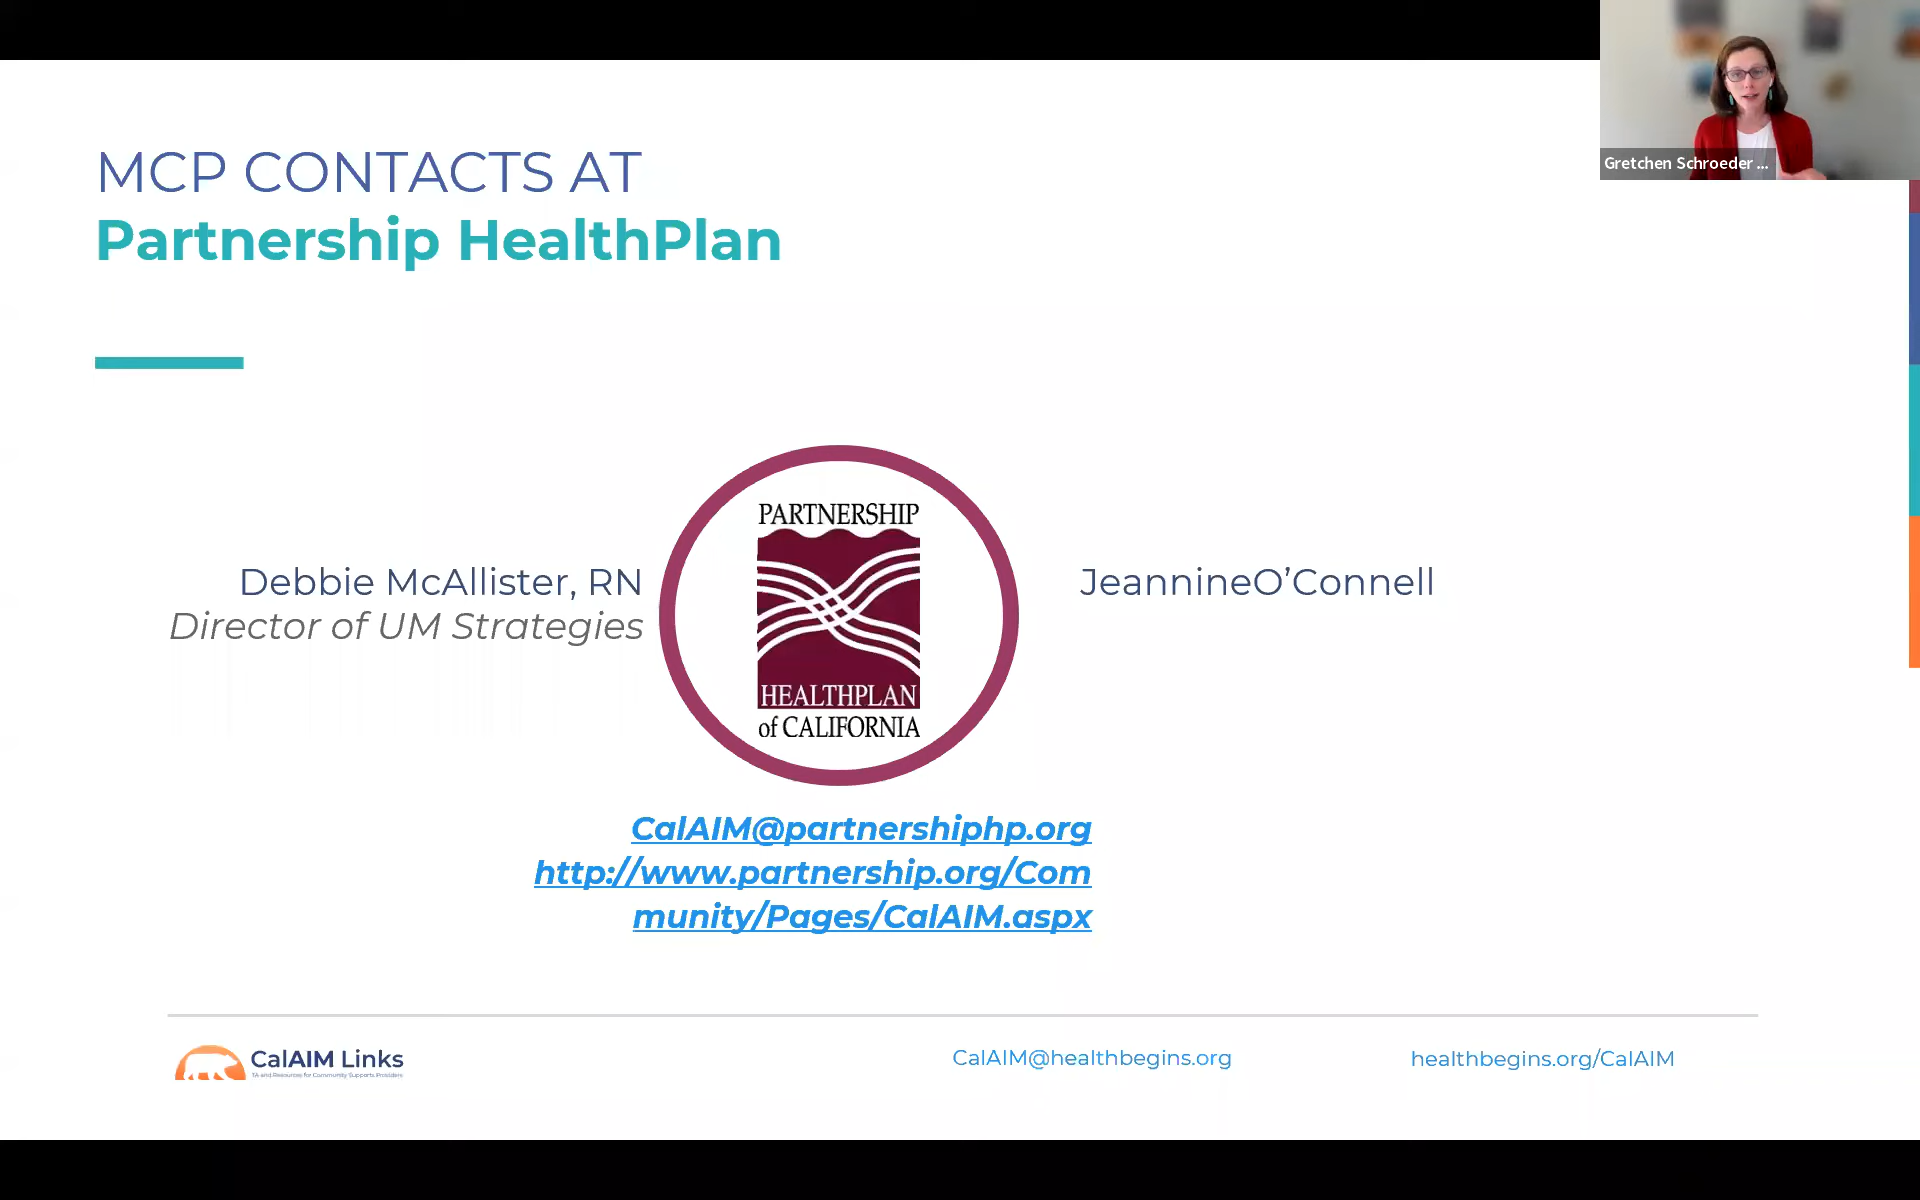 Gretchen Schroeder ...
MCP CONTACTS AT
Partnership HealthPlan
Debbie McAllister, RN
Director of UM Strategies
PARTNERSHIP
HEALTHPLAN
of CALIFORNIA
JeannineO’Connell
CalAIM@partnershiphp.org
http://www.partnership.org/Com
munity/Pages/CalAIM.aspx
CalAIM Links
TA and Resources for Community Supports Providers
CalAIM@healthbegins.org
healthbegins.org/CalAIM